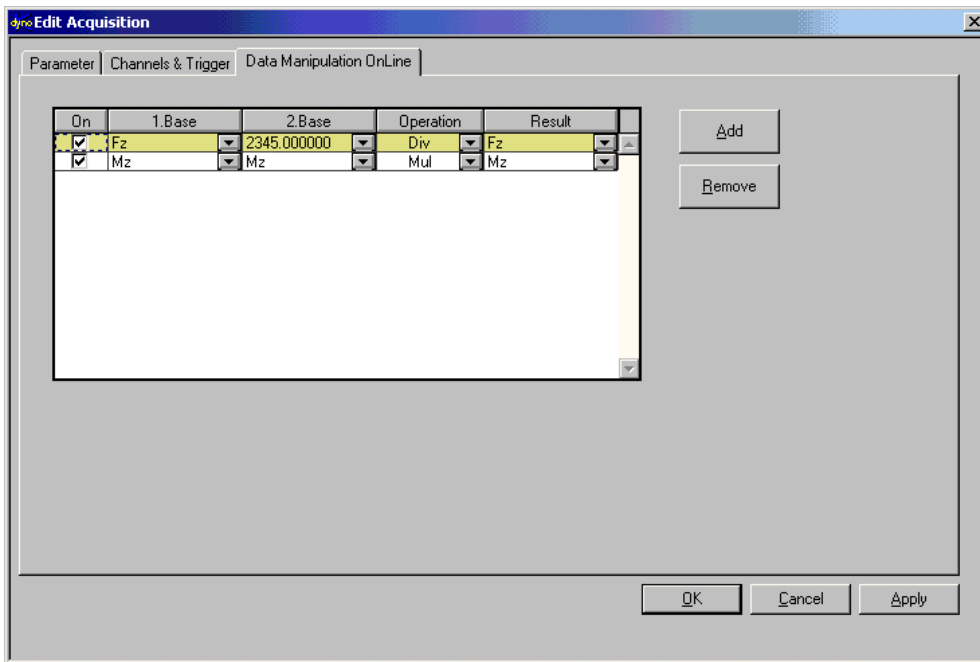 dyno Edit Acquisition
Parameter Channels & Trigger Data Manipulation OnLine
On 1.Base 2.Base Operation Result
Fz 2345.000000 Div Fz
Mz Mz Mul Mz
Add
Remove
OK Cancel Apply